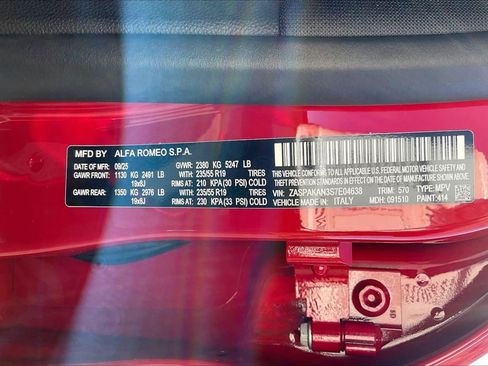 MFD BY ALFA ROMEO S.P.A.
DATE OF MFR: 09/25 GVWR: 2380 KG 5247 LB
GAWR FRONT: 1130 KG 2491 LB WITH: 235/55 R19 TIRES
19x8J RIMS AT: 210 KPA(30 PSI) COLD
GAWR REAR: 1350 KG 2976 LB WITH: 235/55 R19 TIRES
19x8J RIMS AT: 230 KPA(33 PSI) COLD
THIS VEHICLE CONFORMS TO ALL
APPLICABLE U.S. FEDERAL MOTOR VEHICLE SAFETY,
BUMPER, AND THEFT PREVENTION STANDARDS IN
EFFECT ON THE DATE OF MANUFACTURE SHOWN ABOVE
VIN: ZASPAKAN3S7E04638 TRIM: 570 TYPE: MPV
MADE IN: ITALY MDH: 091510 PAINT: 414